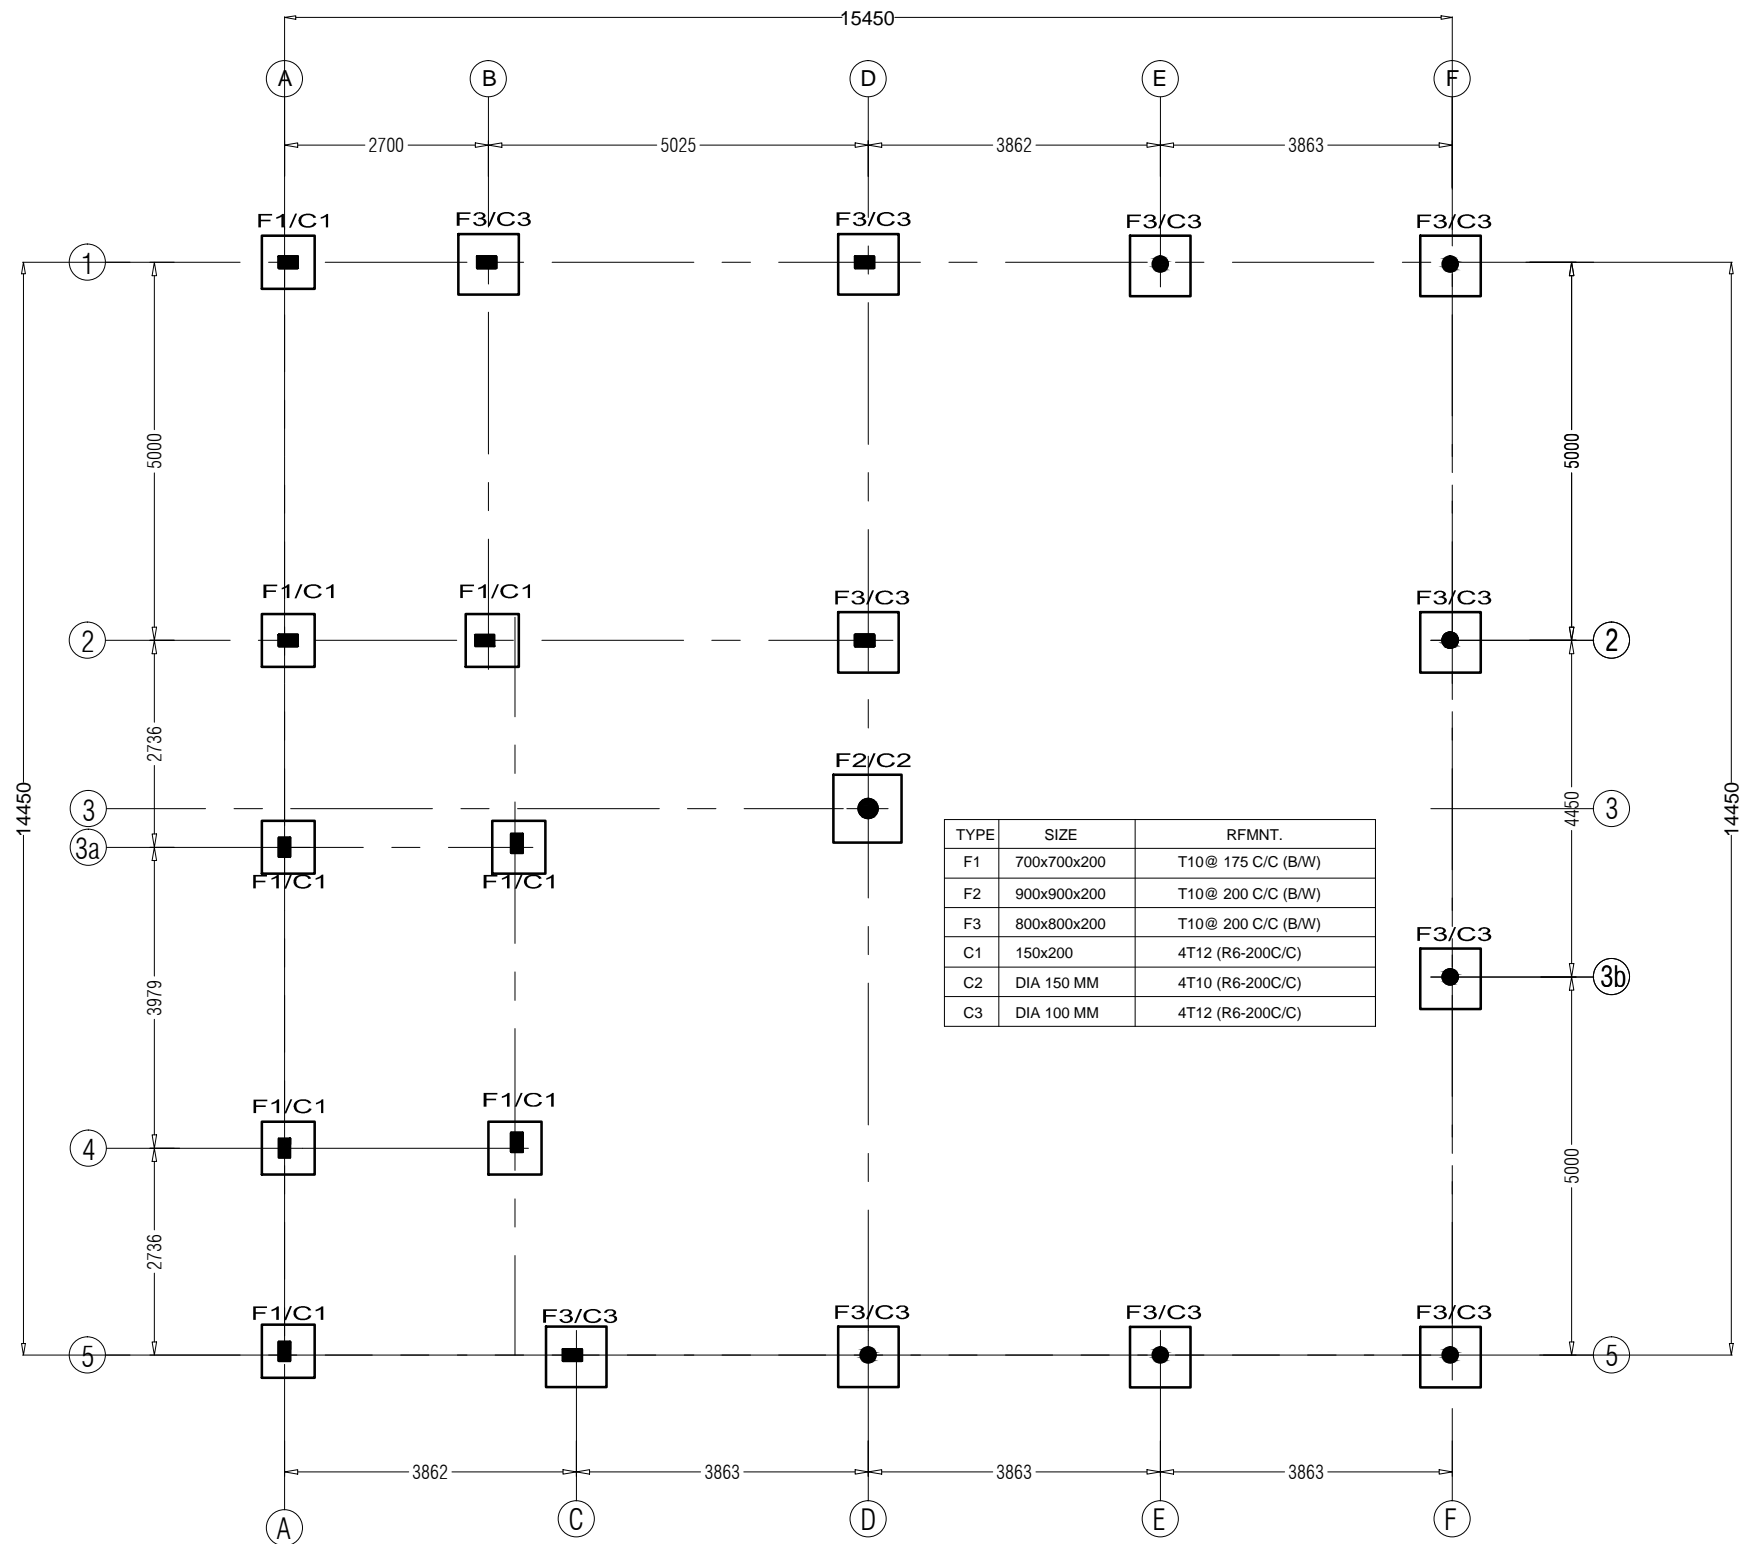 15450
A B D E F
2700 5025 3862 3863
F1/C1 F3/C3 F3/C3 F3/C3 F3/C3
1
5000 5000
F1/C1 F1/C1 F3/C3 F3/C3
2 2
2736
F2/C2
14450 3 4450 3 14450
3a
F1/C1 F1/C1
TYPE SIZE RFMNT.
F1 700x700x200 T10@ 175 C/C (B/W)
F2 900x900x200 T10@ 200 C/C (B/W)
F3 800x800x200 T10@ 200 C/C (B/W)
C1 150x200 4T12 (R6-200C/C)
C2 DIA 150 MM 4T10 (R6-200C/C)
C3 DIA 100 MM 4T12 (R6-200C/C)
F3/C3
3b
3979
F1/C1 F1/C1
4
5000
2736
F1/C1 F3/C3 F3/C3 F3/C3 F3/C3
5 5
3862 3863 3863 3863
A C D E F